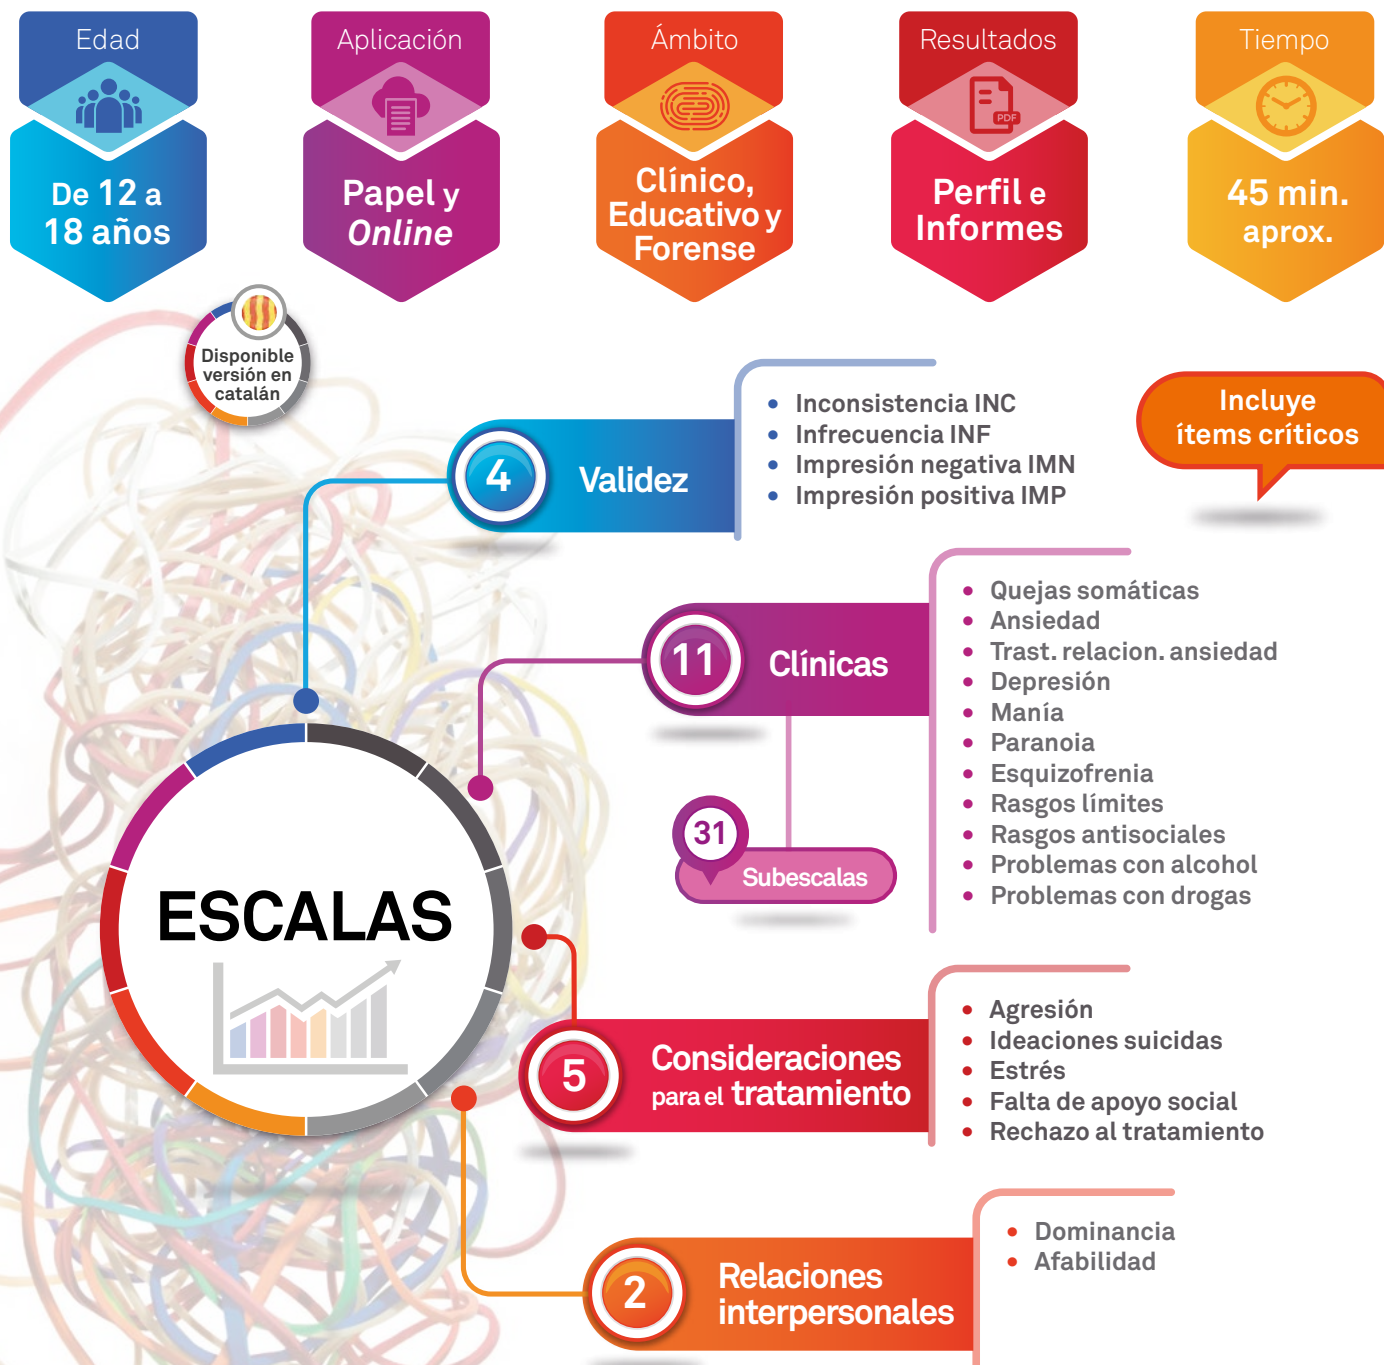 Edad
De 12 a
18 años
Aplicación
Papel y
Online
Ámbito
Clínico,
Educativo y
Forense
Resultados
PDF
Perfil e
Informes
Tiempo
45 min.
aprox.
Disponible
versión en
catalán
4
Validez
• Inconsistencia INC
• Infrecuencia INF
• Impresión negativa IMN
• Impresión positiva IMP
Incluye
ítems críticos
11
Clínicas
• Quejas somáticas
• Ansiedad
• Trast. relacion. ansiedad
• Depresión
• Manía
• Paranoia
• Esquizofrenia
• Rasgos límites
• Rasgos antisociales
• Problemas con alcohol
• Problemas con drogas
31
Subescalas
ESCALAS
5
Consideraciones
para el tratamiento
• Agresión
• Ideaciones suicidas
• Estrés
• Falta de apoyo social
• Rechazo al tratamiento
2
Relaciones
interpersonales
• Dominancia
• Afabilidad